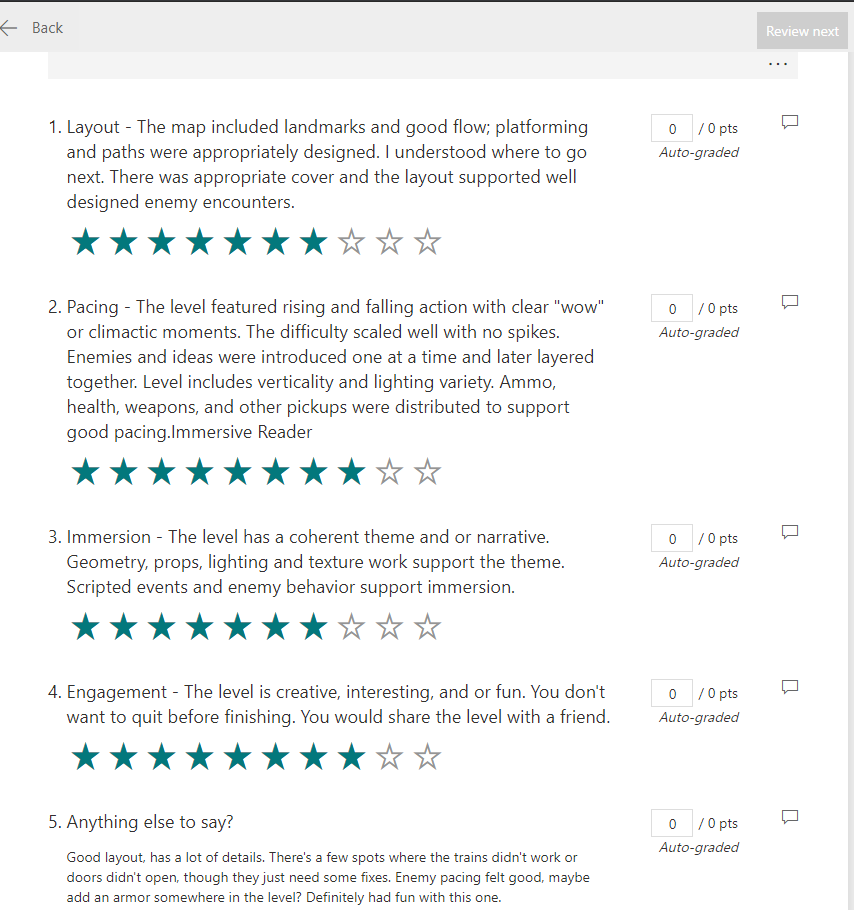 Back
Review next
...
1. Layout - The map included landmarks and good flow; platforming
and paths were appropriately designed. I understood where to go
next. There was appropriate cover and the layout supported well
designed enemy encounters.
0 / 0 pts
Auto-graded
2. Pacing - The level featured rising and falling action with clear "wow"
or climactic moments. The difficulty scaled well with no spikes.
Enemies and ideas were introduced one at a time and later layered
together. Level includes verticality and lighting variety. Ammo,
health, weapons, and other pickups were distributed to support
good pacing.Immersive Reader
0 / 0 pts
Auto-graded
3. Immersion - The level has a coherent theme and or narrative.
Geometry, props, lighting and texture work support the theme.
Scripted events and enemy behavior support immersion.
0 / 0 pts
Auto-graded
4. Engagement - The level is creative, interesting, and or fun. You don't
want to quit before finishing. You would share the level with a friend.
0 / 0 pts
Auto-graded
5. Anything else to say?
0 / 0 pts
Auto-graded
Good layout, has a lot of details. There's a few spots where the trains didn't work or
doors didn't open, though they just need some fixes. Enemy pacing felt good, maybe
add an armor somewhere in the level? Definitely had fun with this one.